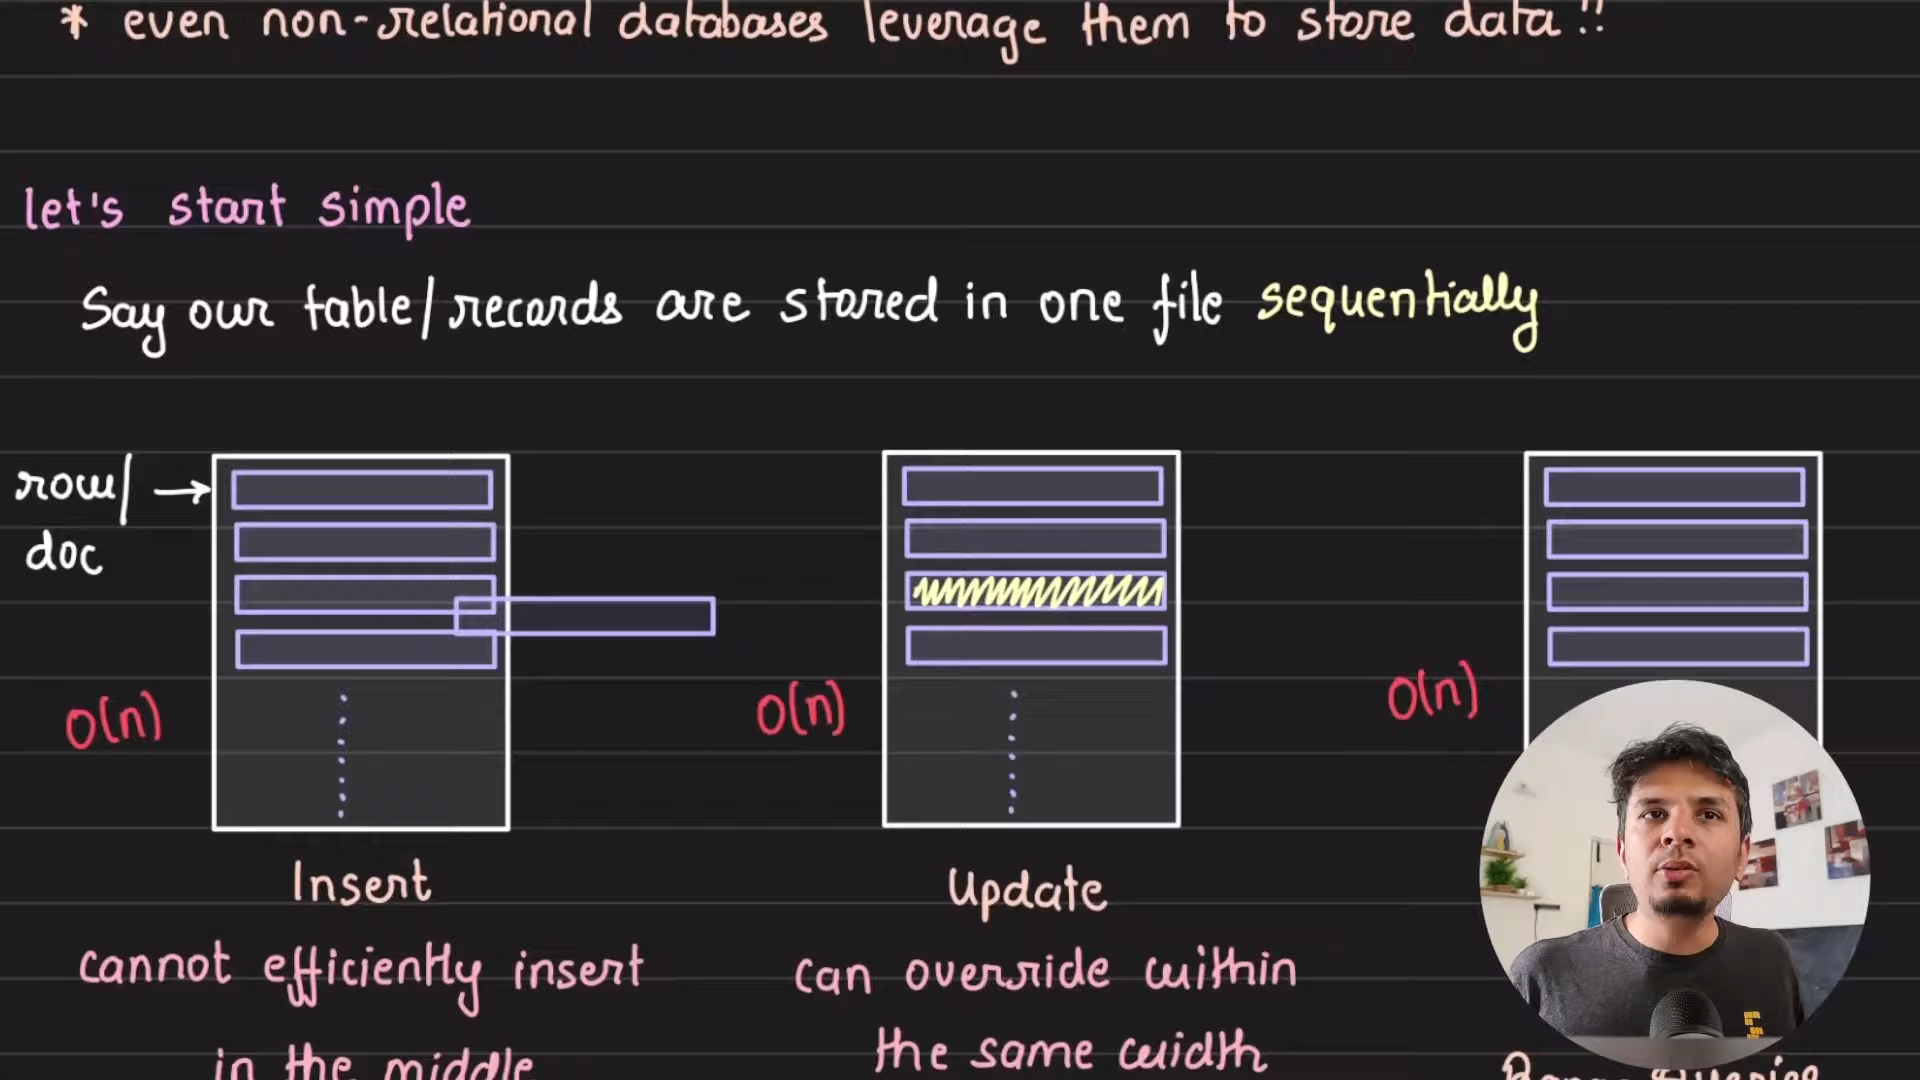 * even non-relational databases leverage them to store data!!
let's start simple
Say our table/records are stored in one file sequentially
row/ →
doc
O(n)
O(n)
O(n)
Insert
Update
cannot efficiently insert
can override within
in the middle
the same width
Range Queries